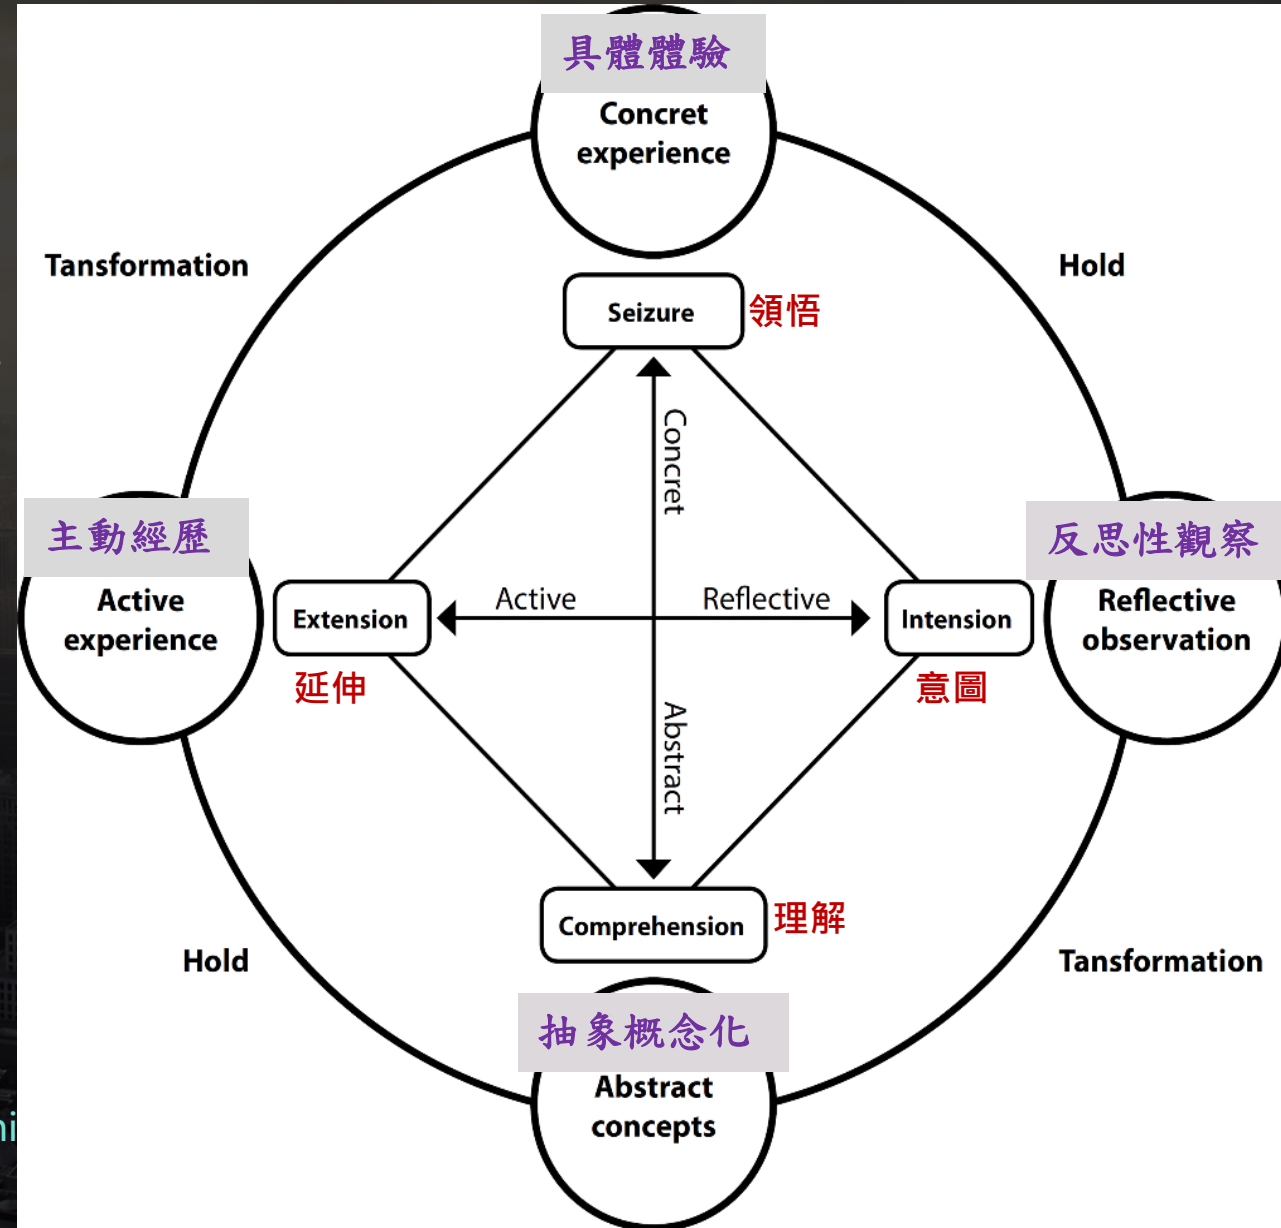 具體體驗
Concret
experience
Tansformation
Hold
Seizure
領悟
Concret
主動經歷
反思性觀察
Active
experience
Extension
Active
Reflective
Intension
Reflective
observation
延伸
意圖
Abstract
Comprehension
理解
Hold
Tansformation
抽象概念化
Abstract
concepts